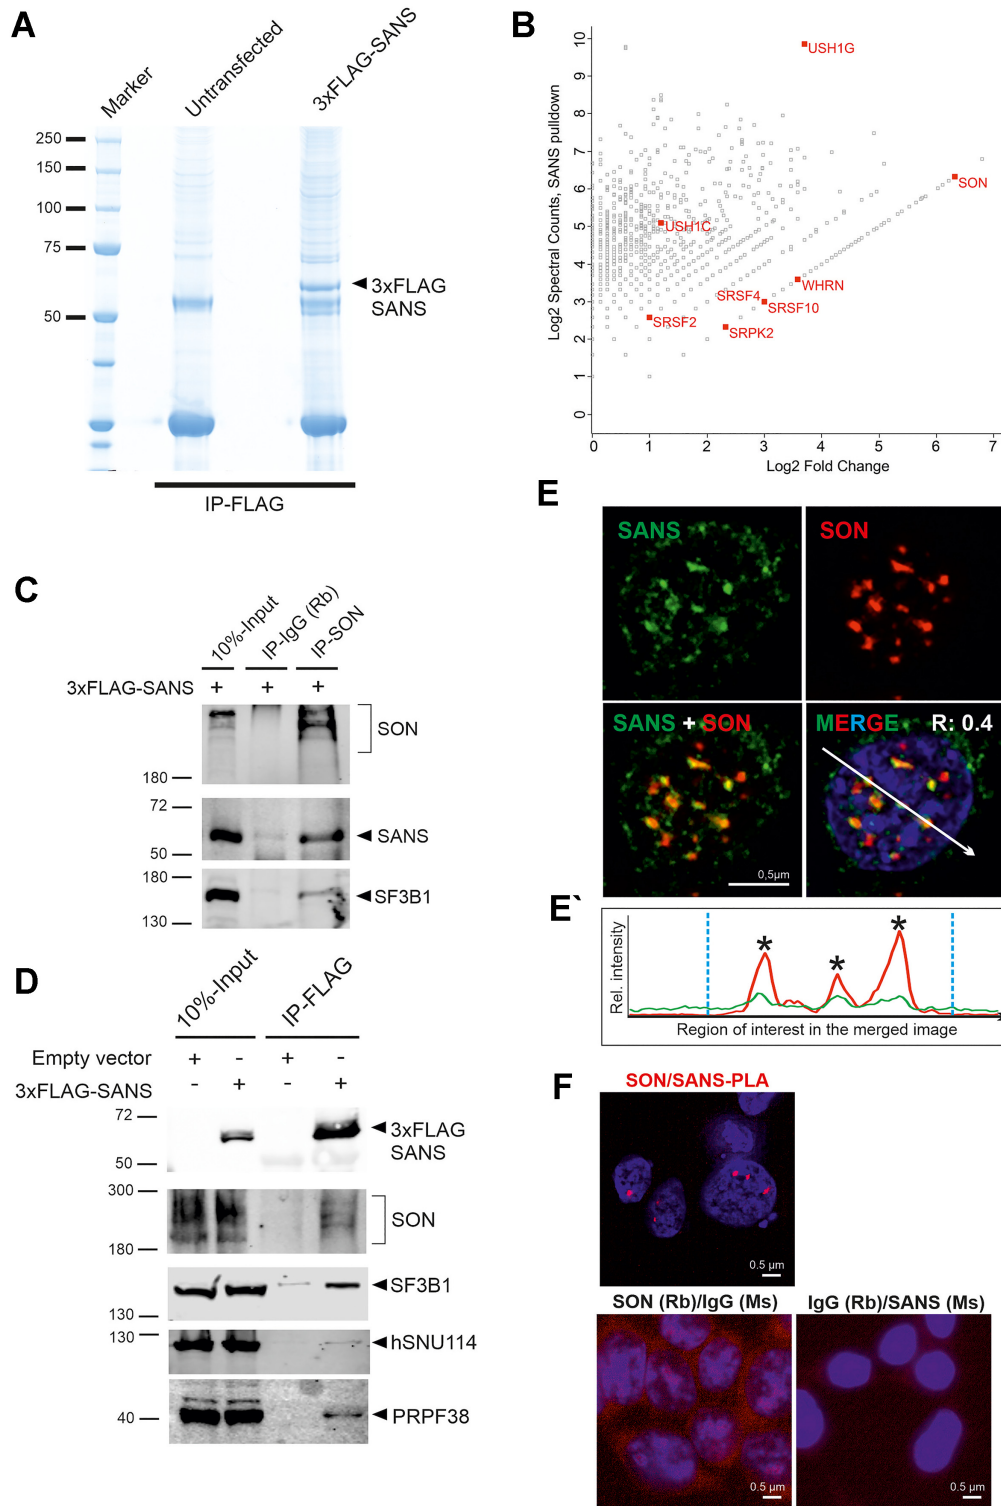 A
Marker
Untransfected
3xFLAG-SANS
250
150
100
75
50
3xFLAG
SANS
IP-FLAG
B
Log2 Spectral Counts, SANS pulldown
10
9
8
7
6
5
4
3
2
1
0
USH1G
SON
USH1C
WHRN
SRSF4
SRSF10
SRSF2
SRPK2
0 1 2 3 4 5 6 7
Log2 Fold Change
C
10%-Input
IP-IgG (Rb)
IP-SON
3xFLAG-SANS + + +
SON
180
72
SANS
50
180
SF3B1
130
D
10%-Input
IP-FLAG
Empty vector + - + -
3xFLAG-SANS - + - +
72
3xFLAG
SANS
50
300
SON
180
SF3B1
130
130
hSNU114
40
PRPF38
E
SANS
SON
SANS + SON
MERGE R: 0.4
0,5µm
E`
Rel. intensity
* * *
Region of interest in the merged image
F
SON/SANS-PLA
0.5 µm
SON (Rb)/IgG (Ms)
IgG (Rb)/SANS (Ms)
0.5 µm
0.5 µm